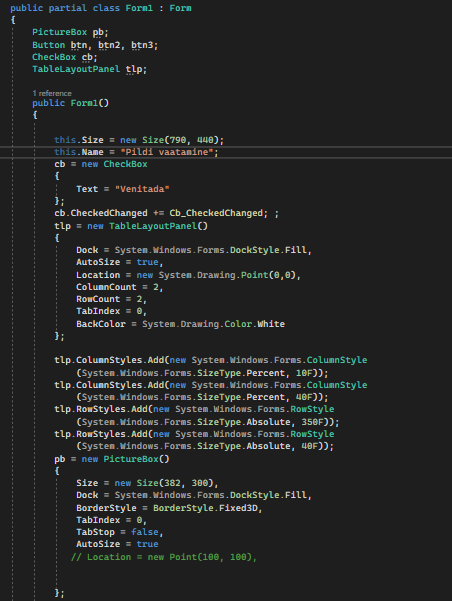 public partial class Form1 : Form
{
PictureBox pb;
Button btn, btn2, btn3;
CheckBox cb;
TableLayoutPanel tlp;
1 reference
public Form1()
{
this.Size = new Size(790, 440);
this.Name = "Pildi vaatamine";
cb = new CheckBox
{
Text = "Venitada"
};
cb.CheckedChanged += Cb_CheckedChanged; ;
tlp = new TableLayoutPanel()
{
Dock = System.Windows.Forms.DockStyle.Fill,
AutoSize = true,
Location = new System.Drawing.Point(0,0),
ColumnCount = 2,
RowCount = 2,
TabIndex = 0,
BackColor = System.Drawing.Color.White
};
tlp.ColumnStyles.Add(new System.Windows.Forms.ColumnStyle
(System.Windows.Forms.SizeType.Percent, 10F));
tlp.ColumnStyles.Add(new System.Windows.Forms.ColumnStyle
(System.Windows.Forms.SizeType.Percent, 40F));
tlp.RowStyles.Add(new System.Windows.Forms.RowStyle
(System.Windows.Forms.SizeType.Absolute, 350F));
tlp.RowStyles.Add(new System.Windows.Forms.RowStyle
(System.Windows.Forms.SizeType.Absolute, 40F));
pb = new PictureBox()
{
Size = new Size(382, 300),
Dock = System.Windows.Forms.DockStyle.Fill,
BorderStyle = BorderStyle.Fixed3D,
TabIndex = 0,
TabStop = false,
AutoSize = true
// Location = new Point(100, 100),
};